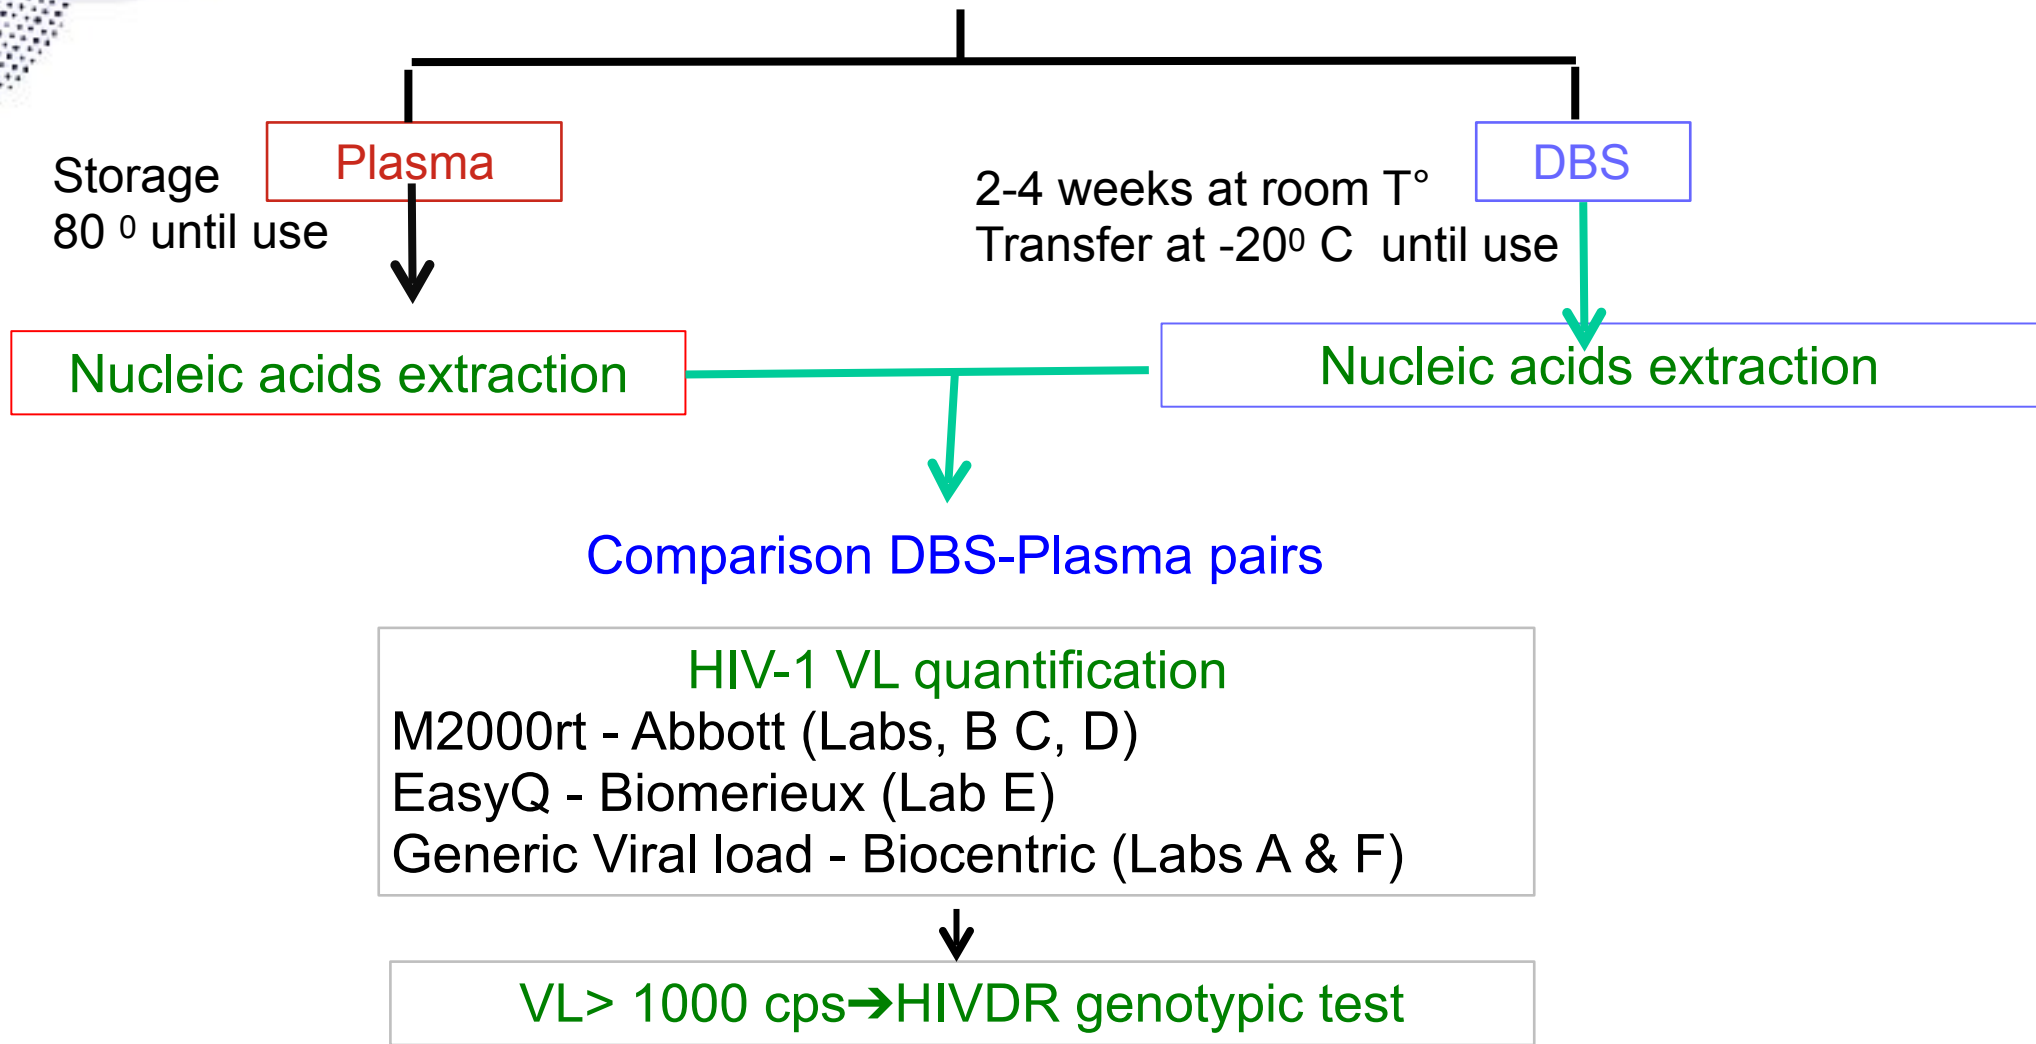 Plasma
DBS
Storage
80 ⁰ until use
2-4 weeks at room T°
Transfer at -20⁰ C  until use
Nucleic acids extraction
Nucleic acids extraction
Comparison DBS-Plasma pairs
HIV-1 VL quantification
M2000rt - Abbott (Labs, B C, D)
EasyQ - Biomerieux (Lab E)
Generic Viral load - Biocentric (Labs A & F)
VL> 1000 cps➔HIVDR genotypic test